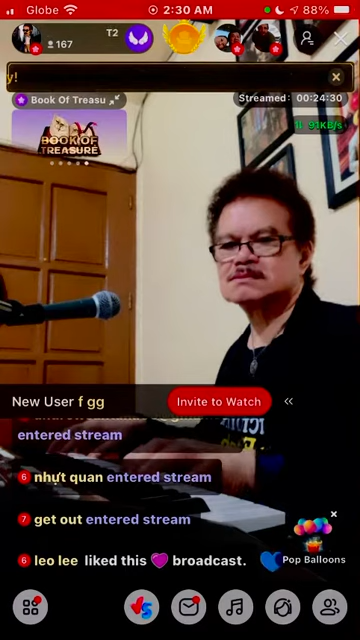 Globe 2:30 AM 88%
167 T2
y!
Book Of Treasu Streamed: 00:24:30
91KB/s
BOOK OF
TREASURE
New User f gg Invite to Watch «
entered stream
6 nhựt quan entered stream
7 get out entered stream
6 leo lee liked this broadcast.
Pop Balloons
VS